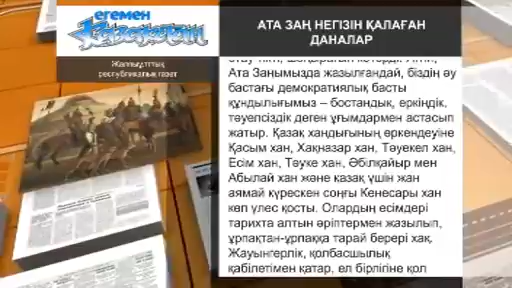 егемен
Қазақстан
Жалпыұлттық
республикалық газет
АТА ЗАҢ НЕГІЗІН ҚАЛАҒАН
ДАНАЛАР
Ата Занымызда жазылғандай, біздің әу
бастағы демократиялық басты
құндылығымыз – бостандық, еркіндік,
тәуелсіздік деген ұғымдармен астасып
жатыр. Қазақ хандығының өркендеуіне
Қасым хан, Хақназар хан, Тәуекел хан,
Есім хан, Тәуке хан, Әбілқайыр мен
Абылай хан және қазақ үшін жан
аямай күрескен соңғы Кенесары хан
көп үлес қосты. Олардың есімдері
тарихта алтын әріптермен жазылып,
ұрпақтан-ұрпаққа тарай берері хақ.
Жауынгерлік, қолбасшылық
қабілетімен қатар, ел бірлігіне қол